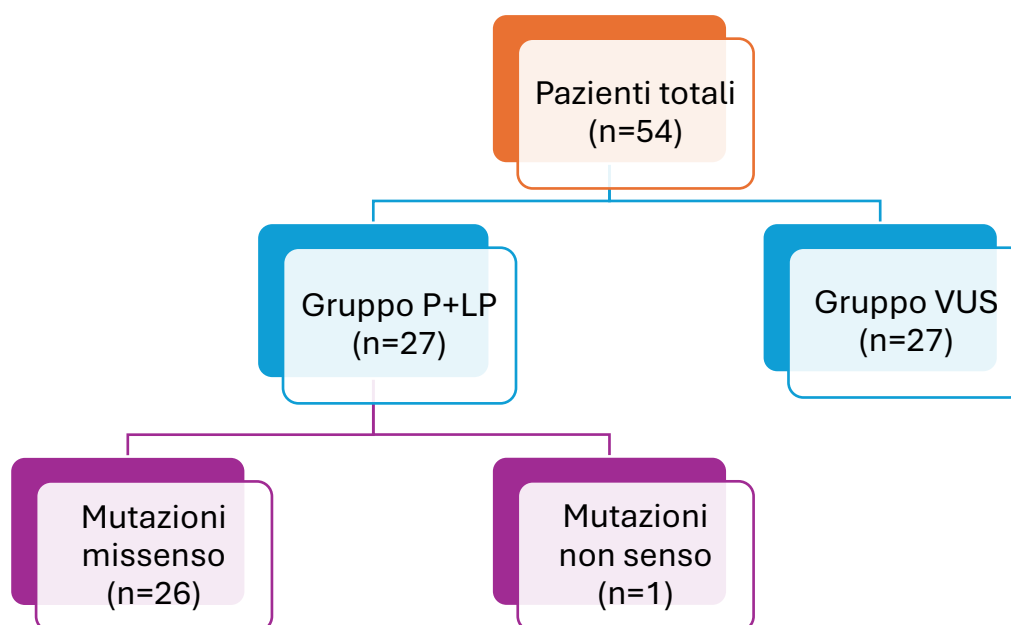 Pazienti totali
(n=54)
Gruppo P+LP
(n=27)
Gruppo VUS
(n=27)
Mutazioni
missenso
(n=26)
Mutazioni
non senso
(n=1)